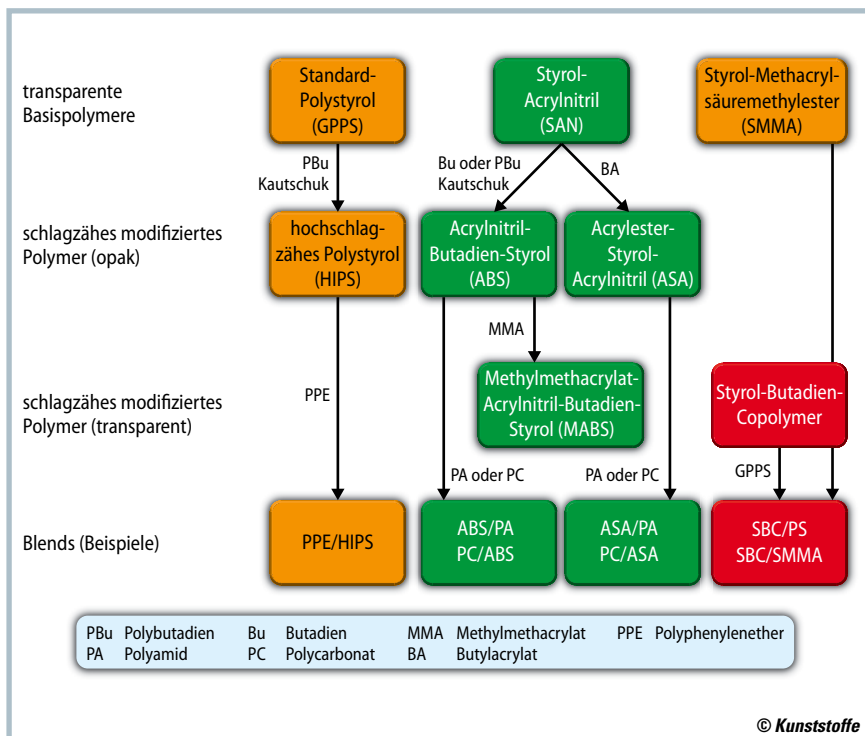 transparente
Basispolymere
Standard-
Polystyrol
(GPPS)
Styrol-
Acrylnitril
(SAN)
Styrol-Methacryl-
säuremethylester
(SMMA)
PBu
Kautschuk
Bu oder PBu
Kautschuk
BA
schlagzähes modifiziertes
Polymer (opak)
hochschlag-
zähes Polystyrol
(HIPS)
Acrylnitril-
Butadien-Styrol
(ABS)
Acrylester-
Styrol-
Acrylnitril (ASA)
MMA
schlagzähes modifiziertes
Polymer (transparent)
PPE
Methylmethacrylat-
Acrylnitril-Butadien-
Styrol (MABS)
Styrol-Butadien-
Copolymer
PA oder PC
PA oder PC
GPPS
Blends (Beispiele)
PPE/HIPS
ABS/PA
PC/ABS
ASA/PA
PC/ASA
SBC/PS
SBC/SMMA
PBu Polybutadien Bu Butadien MMA Methylmethacrylat PPE Polyphenylenether
PA Polyamid PC Polycarbonat BA Butylacrylat
© Kunststoffe